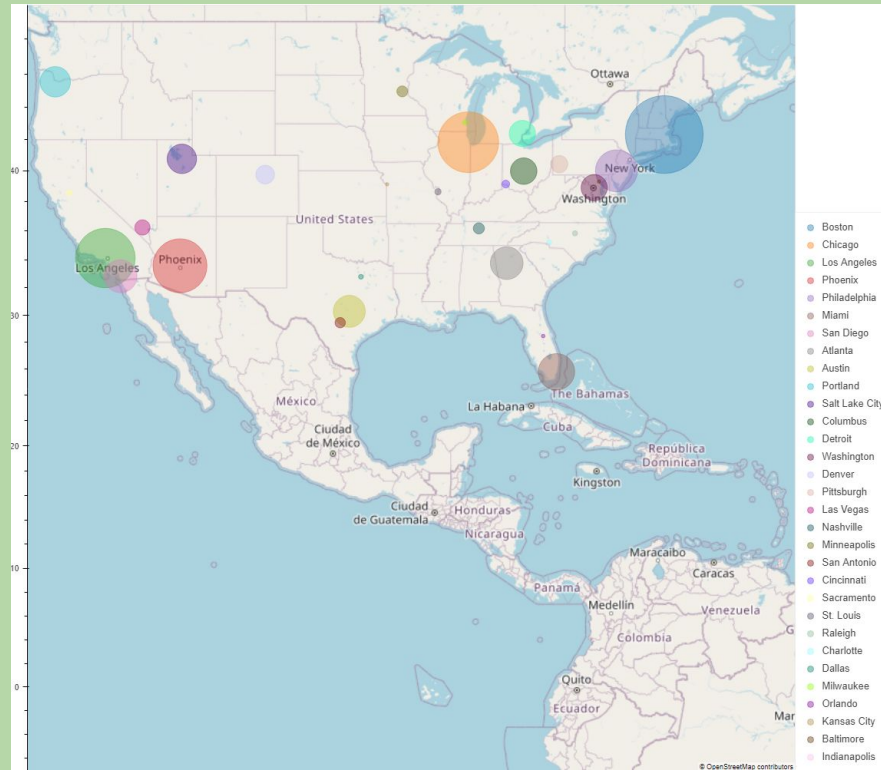 Ottawa
40
New York
Washington
United States
Los Angeles
Phoenix
30
México
La Habana
The Bahamas
Cuba
Ciudad
de México
República
Dominicana
20
Kingston
Ciudad
de Guatemala
Honduras
Nicaragua
10
Maracaibo
Caracas
Panamá
Medellín
Venezuela
G
Colombia
0
Quito
Ecuador
Mar
© OpenStreetMap contributors
Boston
Chicago
Los Angeles
Phoenix
Philadelphia
Miami
San Diego
Atlanta
Austin
Portland
Salt Lake City
Columbus
Detroit
Washington
Denver
Pittsburgh
Las Vegas
Nashville
Minneapolis
San Antonio
Cincinnati
Sacramento
St. Louis
Raleigh
Charlotte
Dallas
Milwaukee
Orlando
Kansas City
Baltimore
Indianapolis